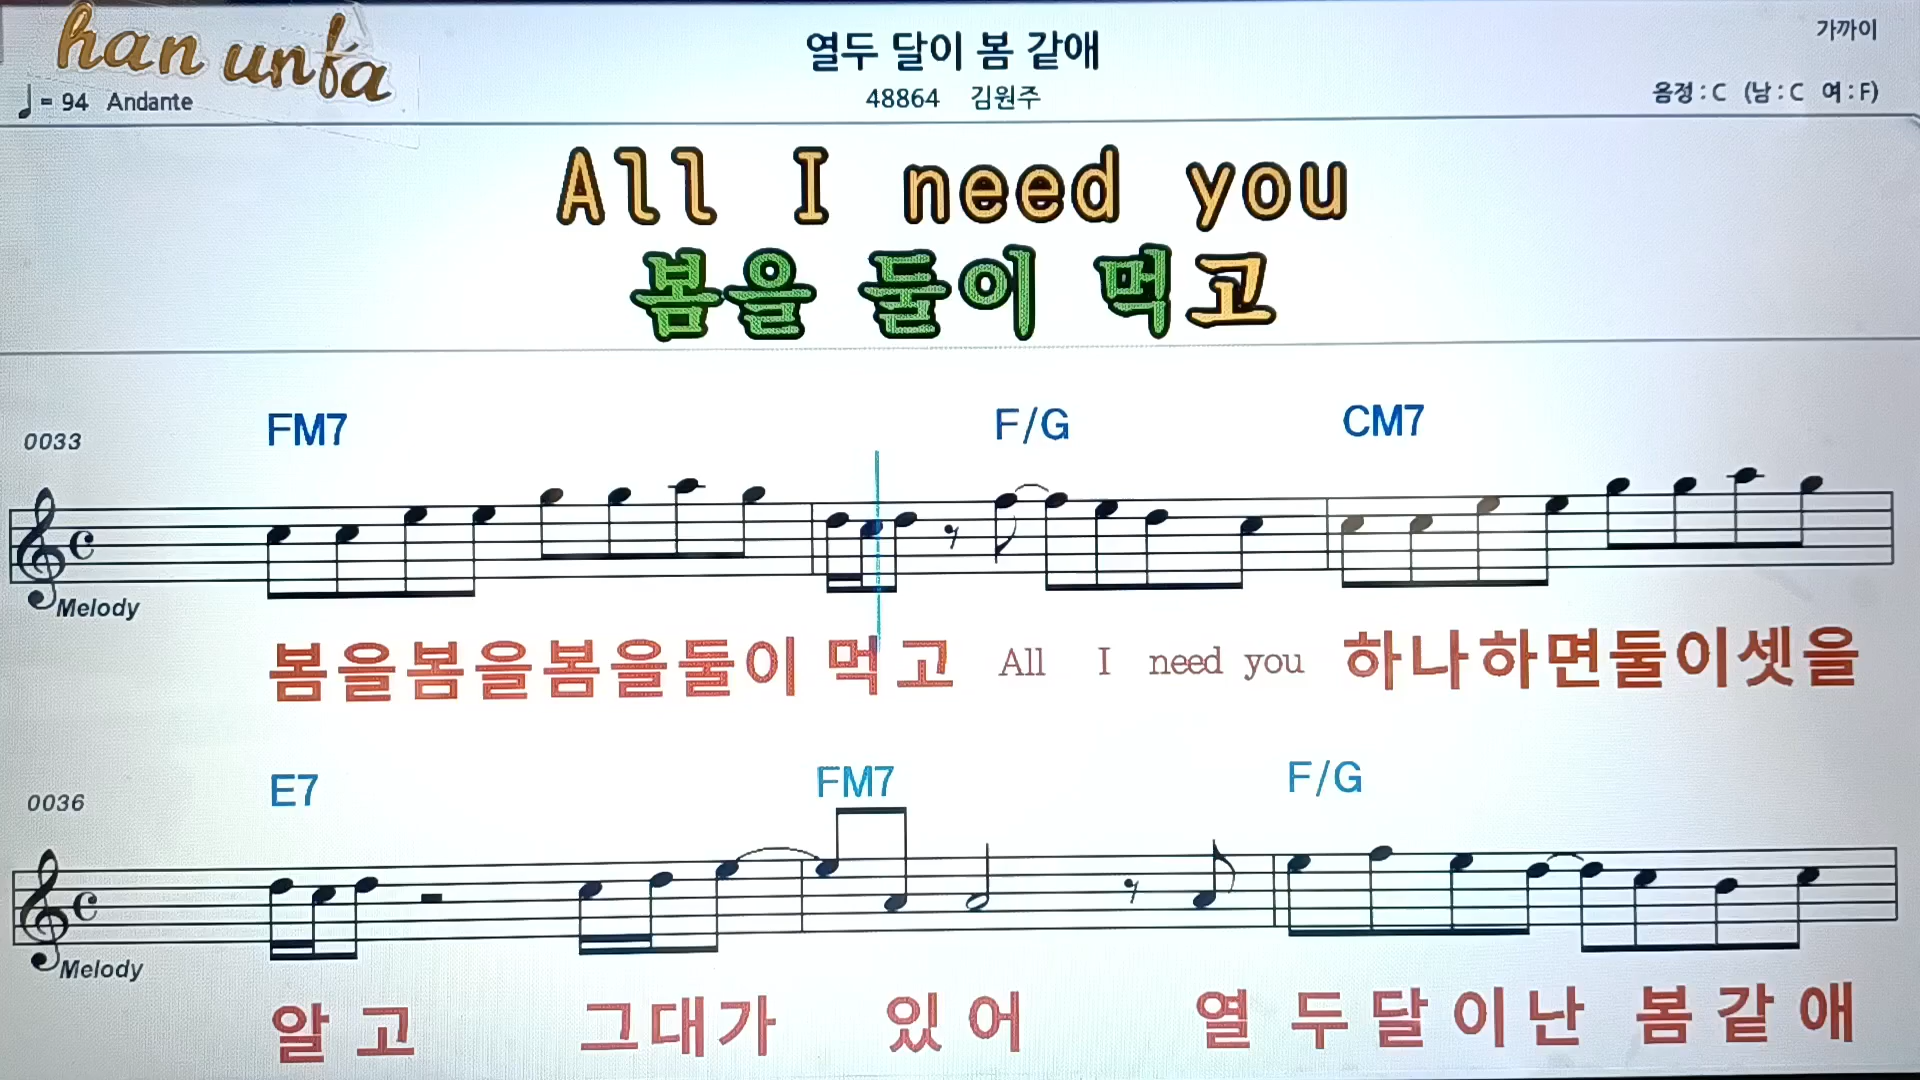 han unfa
가까이
열두 달이 봄 같애
♩= 94 Andante
48864 김원주
음정 : C (남 : C 여 : F)
All I need you
봄을 둘이 먹고
FM7 F/G CM7
0033
Melody
봄을봄을봄을둘이 먹고 All I need you 하나하면둘이셋을
E7 FM7 F/G
0036
Melody
알고 그대가 있어 열두달이난 봄같애